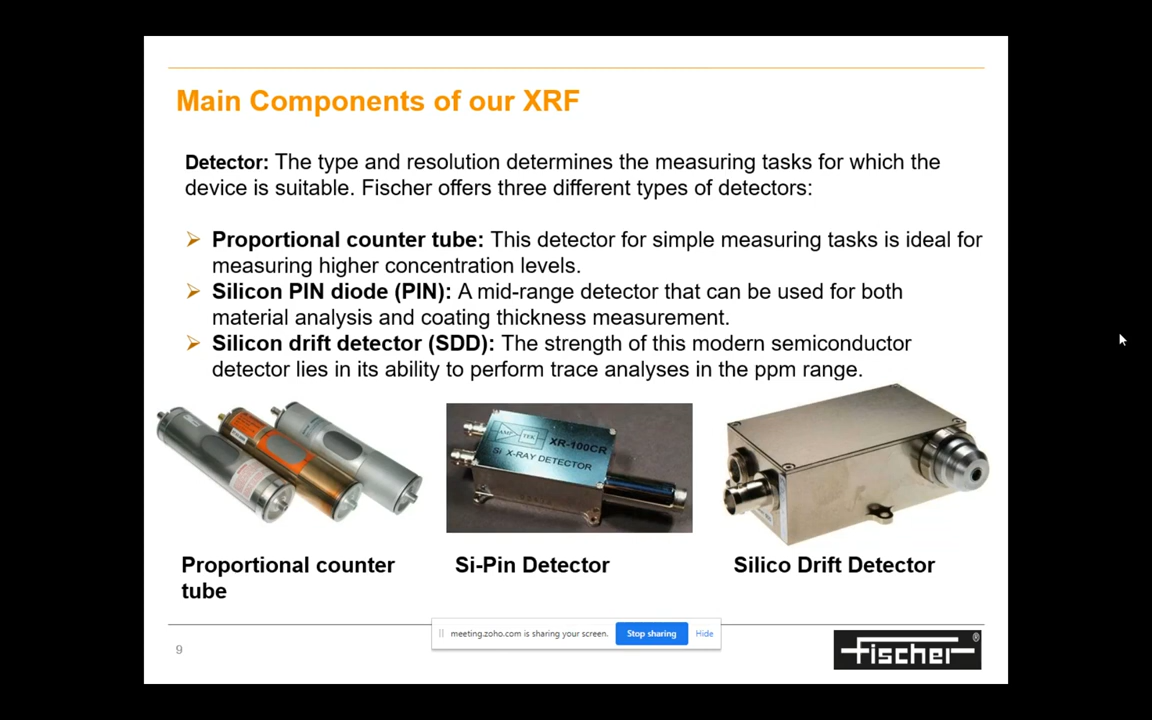 Main Components of our XRF
Detector: The type and resolution determines the measuring tasks for which the
device is suitable. Fischer offers three different types of detectors:
Proportional counter tube: This detector for simple measuring tasks is ideal for
measuring higher concentration levels.
Silicon PIN diode (PIN): A mid-range detector that can be used for both
material analysis and coating thickness measurement.
Silicon drift detector (SDD): The strength of this modern semiconductor
detector lies in its ability to perform trace analyses in the ppm range.
AMP TEK XR-100CR
Si X-RAY DETECTOR
Proportional counter
tube
Si-Pin Detector
Silico Drift Detector
meeting.zoho.com is sharing your screen. Stop sharing Hide
9
Fischer®